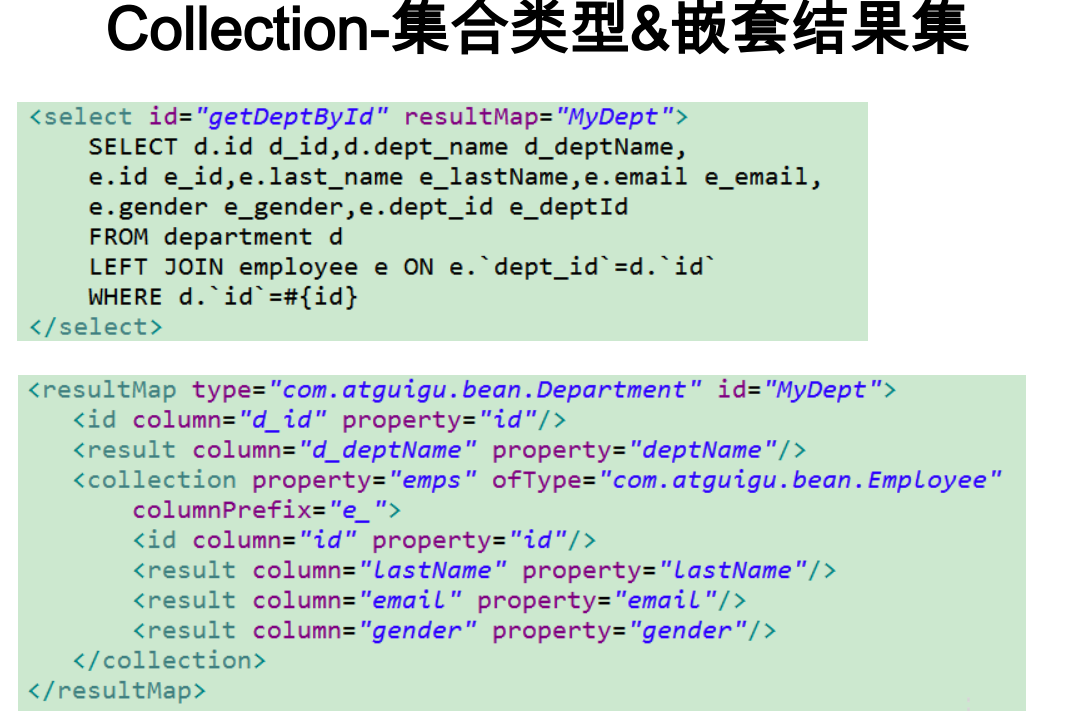 Collection-集合类型&嵌套结果集
<select id="getDeptById" resultMap="MyDept">
SELECT d.id d_id,d.dept_name d_deptName,
e.id e_id,e.last_name e_lastName,e.email e_email,
e.gender e_gender,e.dept_id e_deptId
FROM department d
LEFT JOIN employee e ON e.`dept_id`=d.`id`
WHERE d.`id`=#{id}
</select>
<resultMap type="com.atguigu.bean.Department" id="MyDept">
<id column="d_id" property="id"/>
<result column="d_deptName" property="deptName"/>
<collection property="emps" ofType="com.atguigu.bean.Employee"
columnPrefix="e_">
<id column="id" property="id"/>
<result column="lastName" property="lastName"/>
<result column="email" property="email"/>
<result column="gender" property="gender"/>
</collection>
</resultMap>